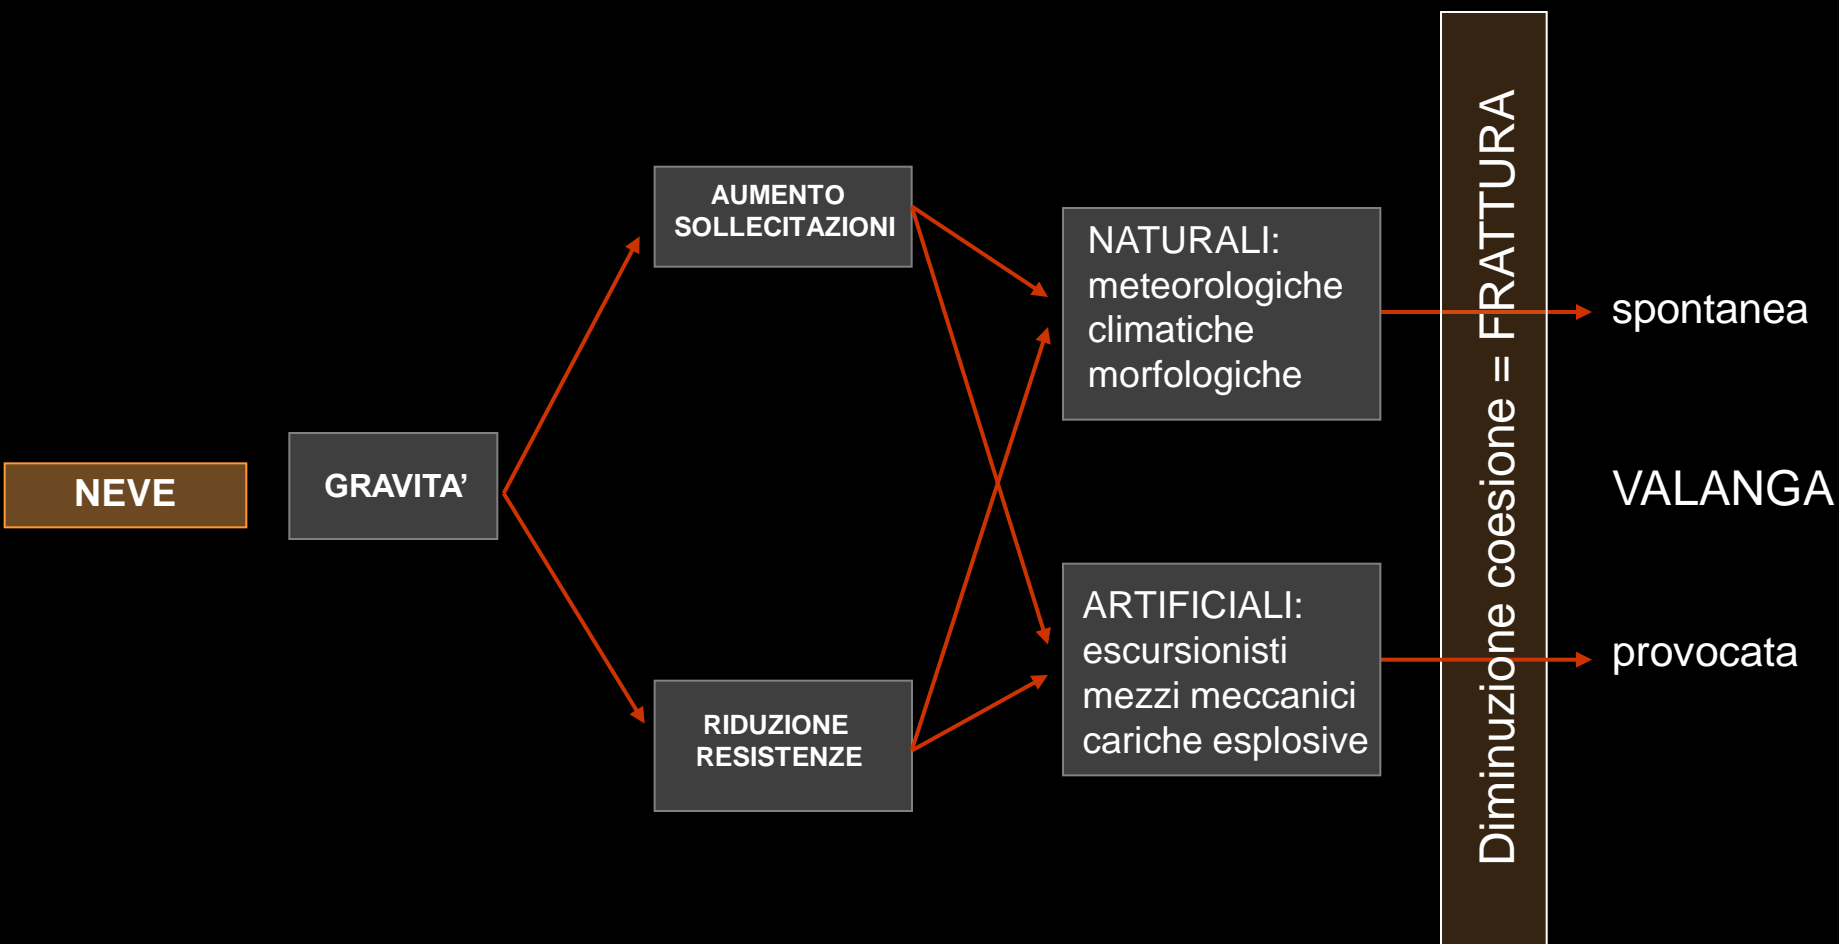 NEVE
GRAVITA’
AUMENTO
SOLLECITAZIONI
RIDUZIONE
RESISTENZE
NATURALI:
meteorologiche
climatiche
morfologiche
ARTIFICIALI:
escursionisti
mezzi meccanici
cariche esplosive
Diminuzione coesione = FRATTURA
spontanea
VALANGA
provocata